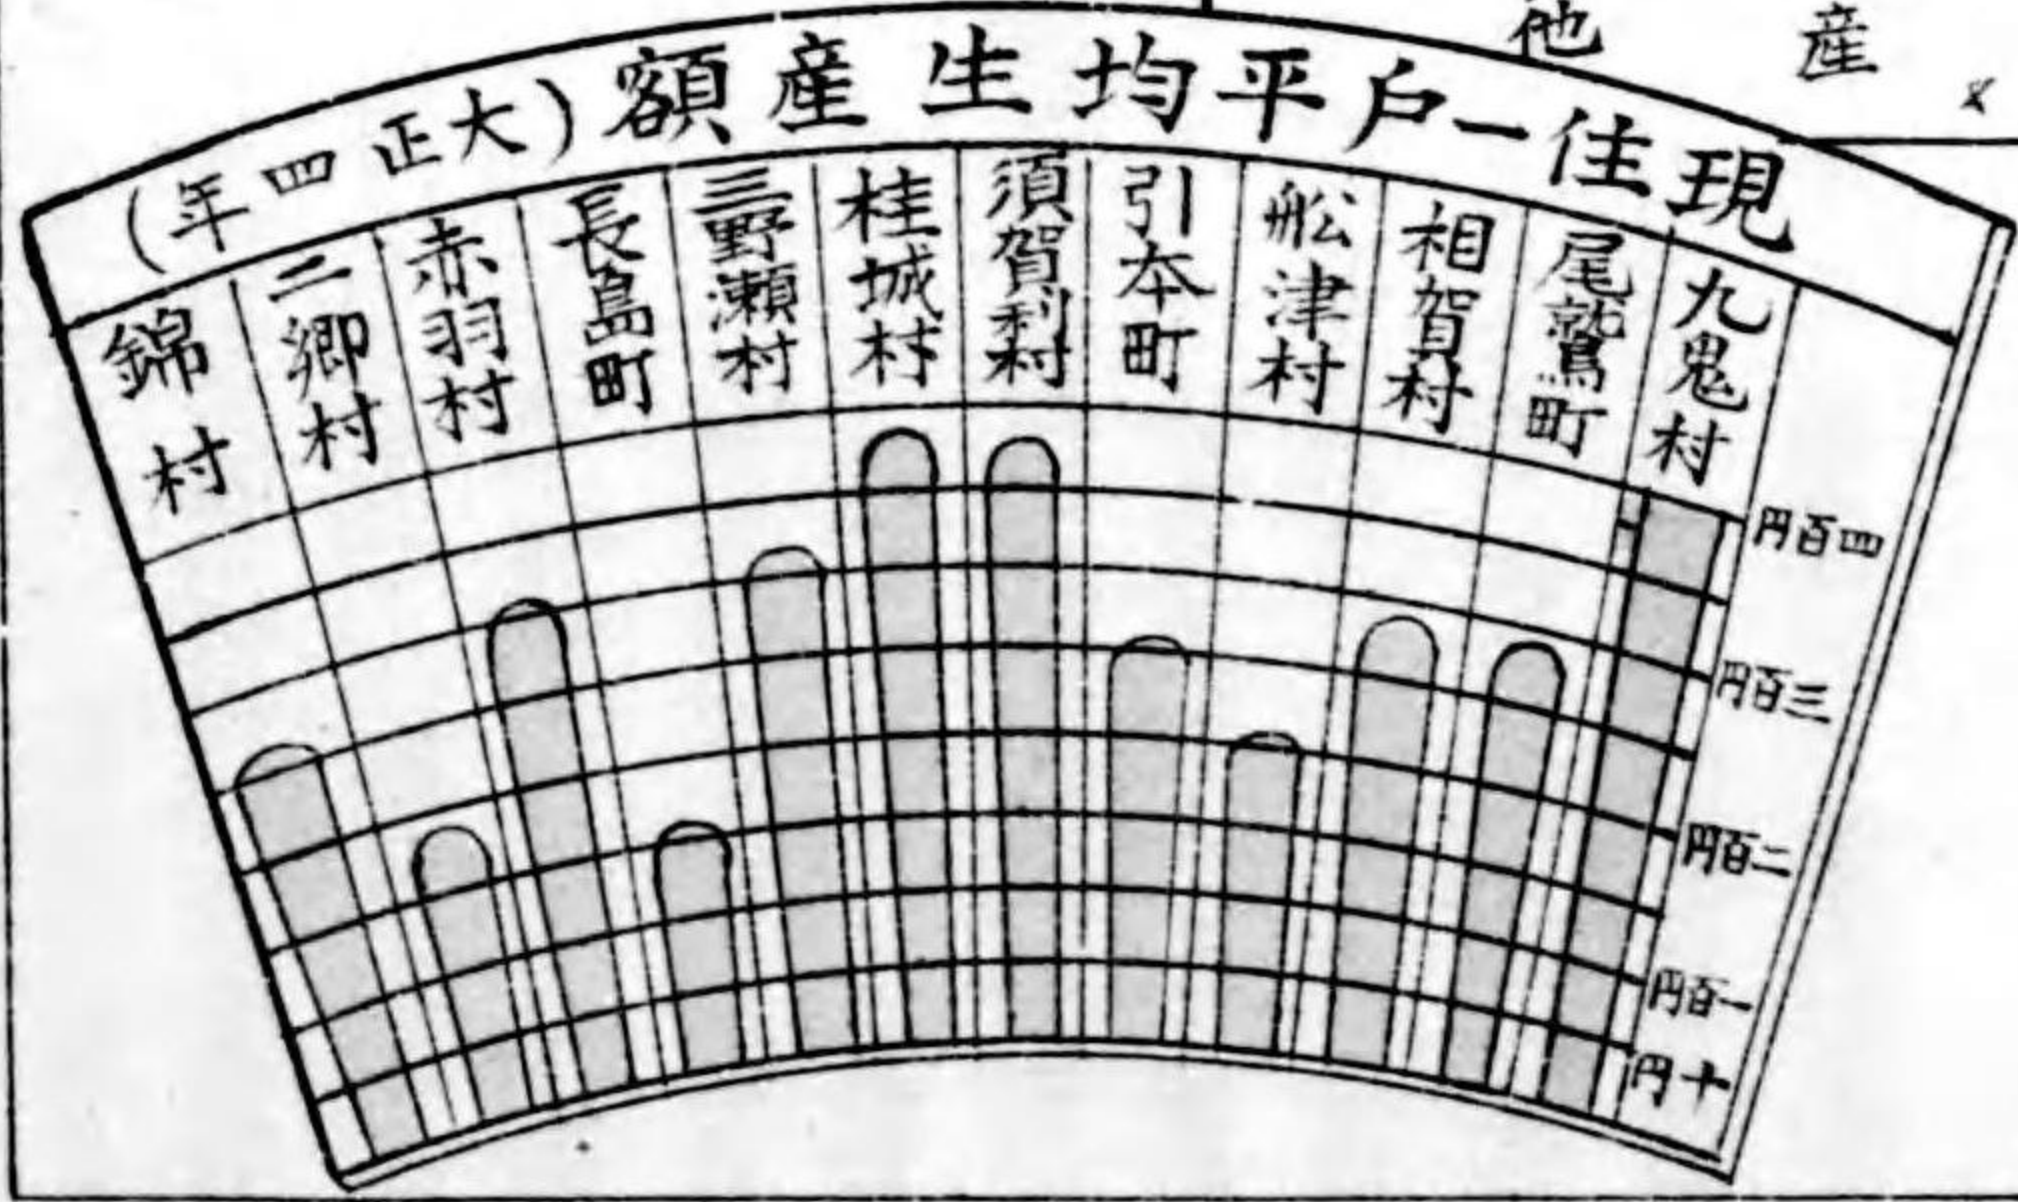 産
他
現住一戸平均生産額(大正四年)
九鬼村
尾鷲町
相賀村
舩津村
引本町
須賀利村
桂城村
三野瀬村
長島町
赤羽村
二郷村
錦村
四百円
三百円
二百円
一百円
十円